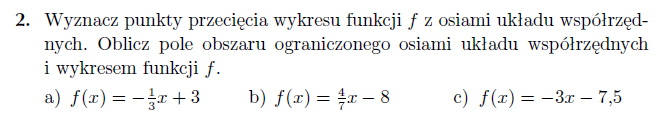 2. Wyznacz punkty przecięcia wykresu funkcji f z osiami układu współrzęd-
nych. Oblicz pole obszaru ograniczonego osiami układu współrzędnych
i wykresem funkcji f.
a) f(x) = −1/3x + 3 b) f(x) = 4/7x − 8 c) f(x) = −3x − 7,5